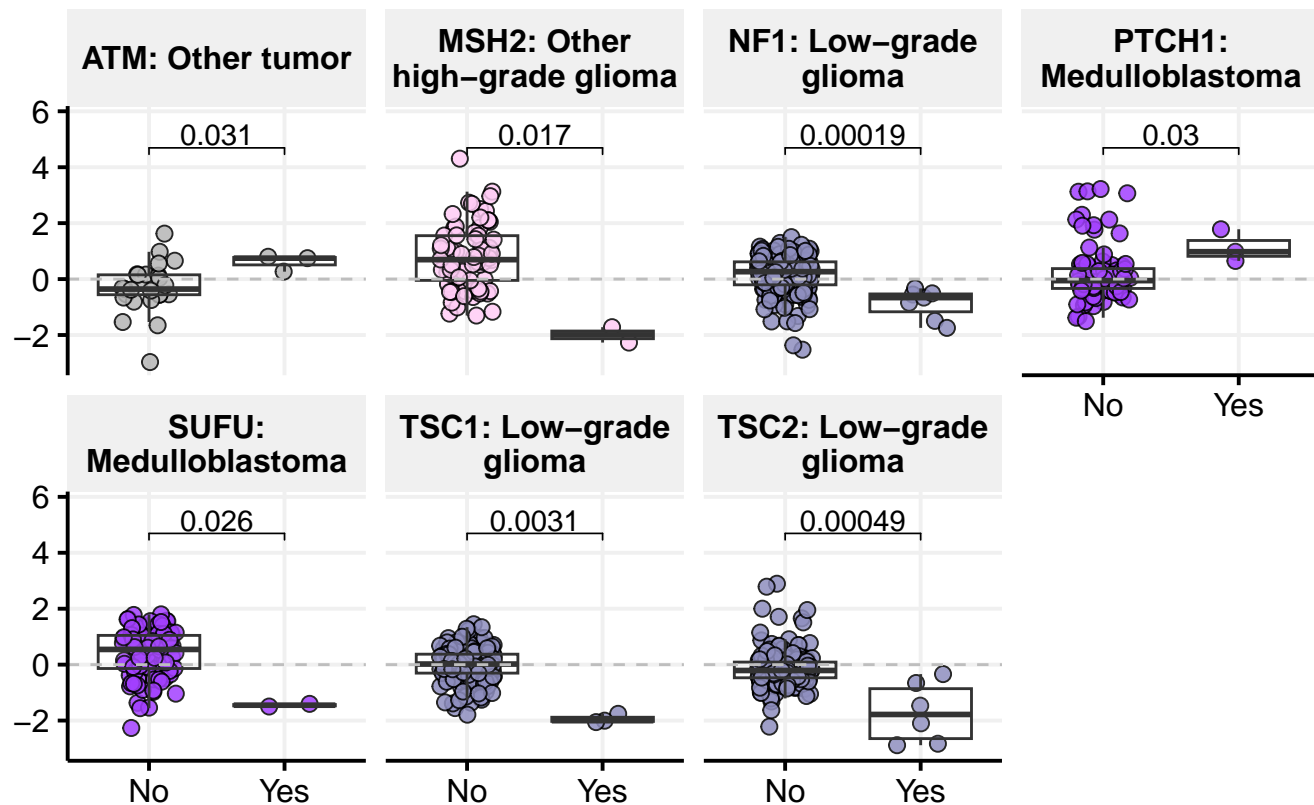 ATM: Other tumor
MSH2: Other
high−grade glioma
NF1: Low−grade
glioma
PTCH1:
Medulloblastoma
6
4
2
0
−2
0.031
0.017
0.00019
0.03
No
Yes
SUFU:
Medulloblastoma
TSC1: Low−grade
glioma
TSC2: Low−grade
glioma
6
4
2
0
−2
0.026
0.0031
0.00049
No
Yes
No
Yes
No
Yes